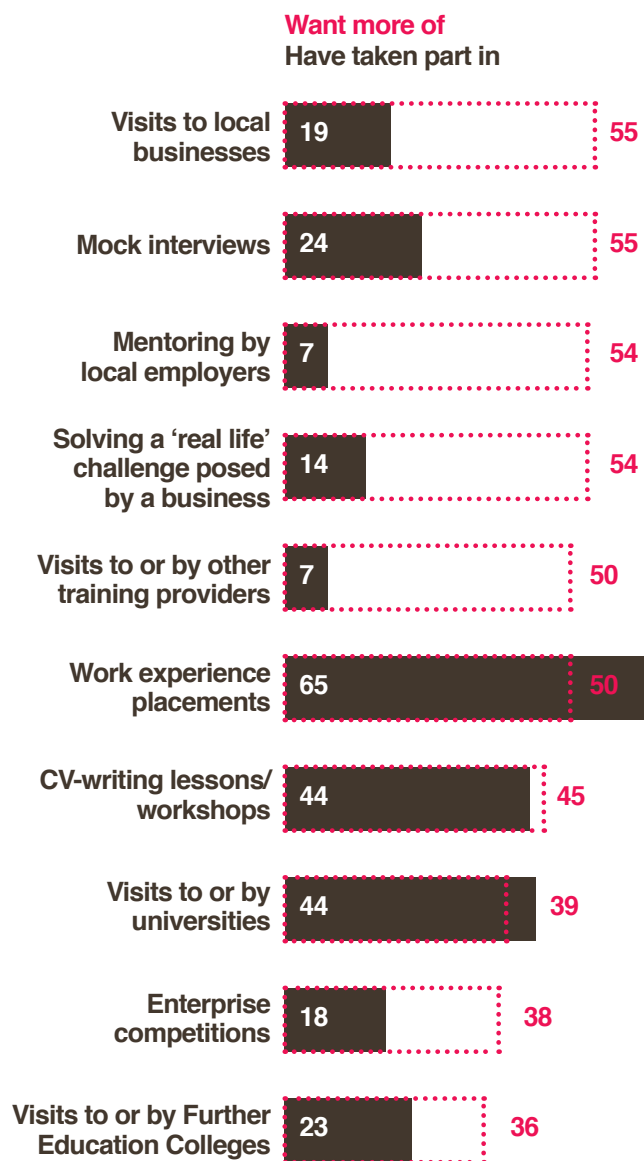 Want more of
Have taken part in
Visits to local
businesses
19
55
Mock interviews
24
55
Mentoring by
local employers
7
54
Solving a ‘real life’
challenge posed
by a business
14
54
Visits to or by other
training providers
7
50
Work experience
placements
65
50
CV-writing lessons/
workshops
44
45
Visits to or by
universities
44
39
Enterprise
competitions
18
38
Visits to or by Further
Education Colleges
23
36